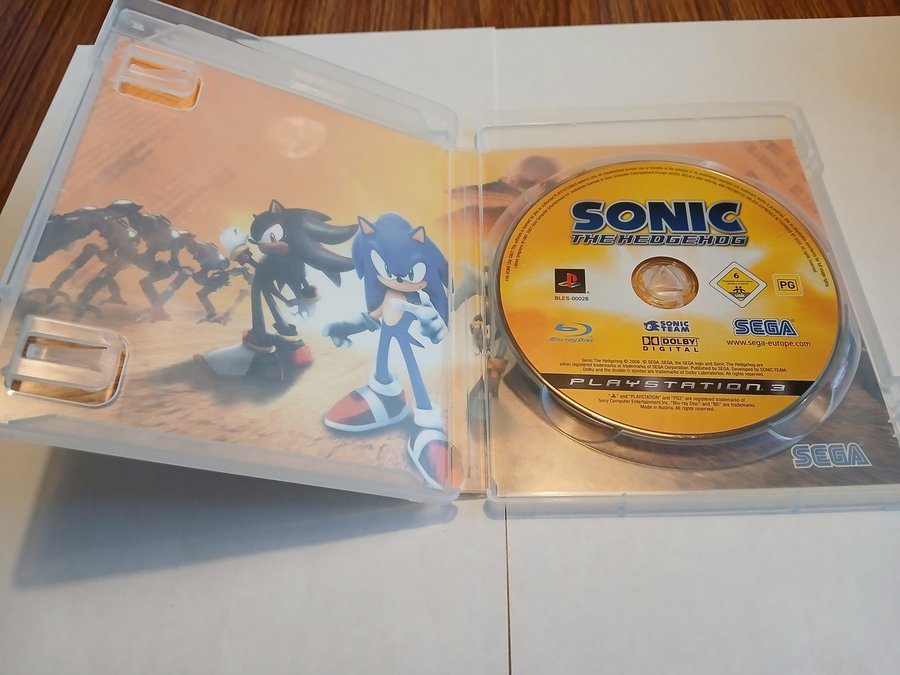 SONIC
THE HEDGEHOG
BLES-00028
6
PG
Blu-ray Disc
SONIC
TEAM
DOLBY
DIGITAL
SEGA
www.sega-europe.com
Sonic The Hedgehog © 2006, © SEGA. SEGA, the SEGA logo and Sonic The Hedgehog are
either registered trademarks or trademarks of SEGA Corporation. Published by SEGA. Developed by SONIC TEAM.
Dolby and the double-D symbol are trademarks of Dolby Laboratories. All rights reserved.
PLAYSTATION 3
and "PLAYSTATION" and "PS3" are registered trademarks of
Sony Computer Entertainment Inc. "Blu-ray Disc" and "BD" are trademarks.
Made in Austria. All rights reserved.
SEGA